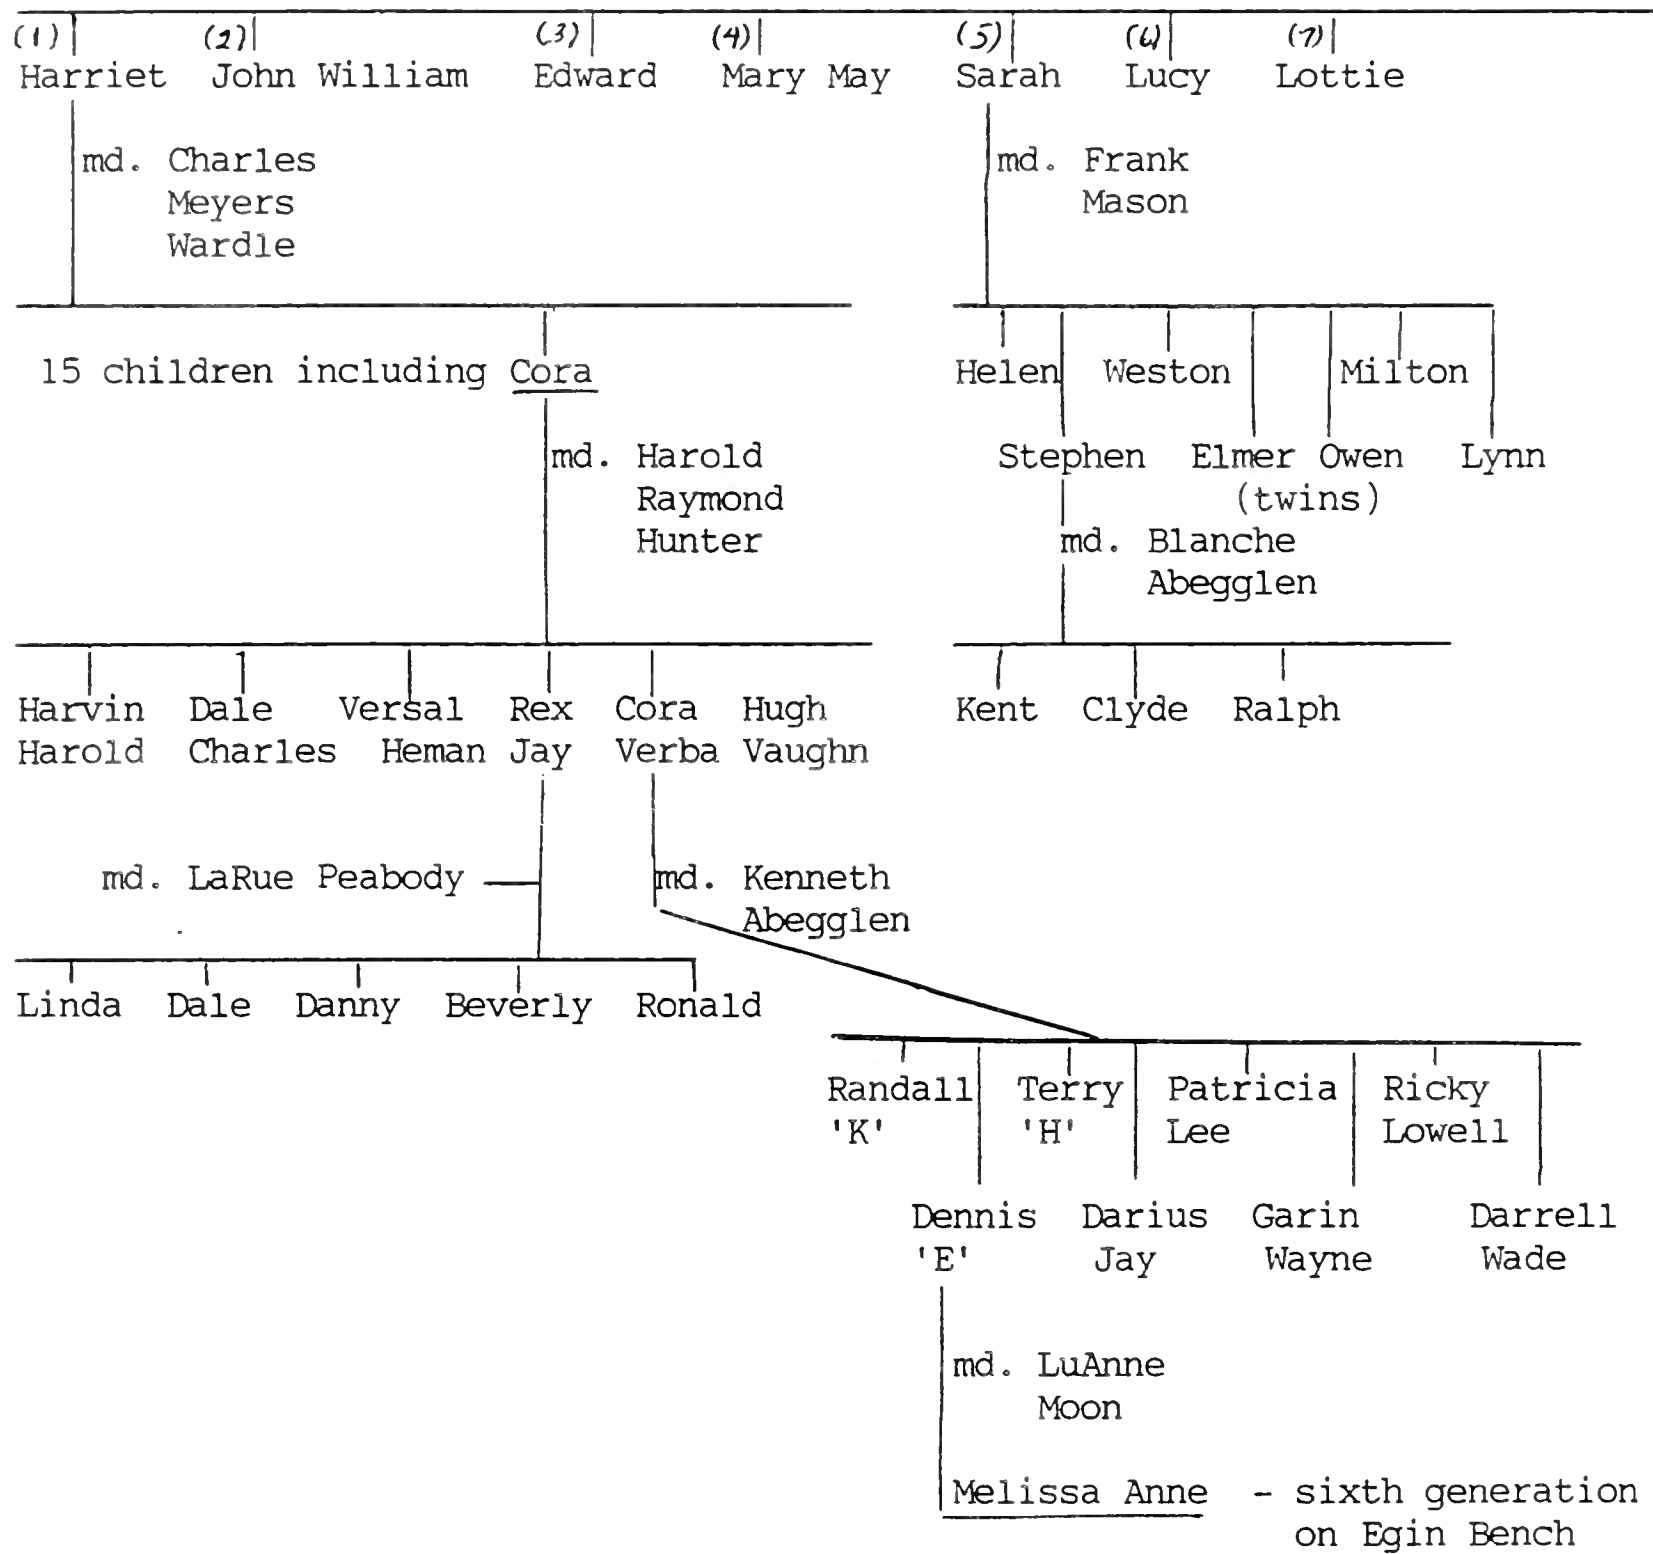 (1) (2) (3) (4) (5) (6) (7)
Harriet John William Edward Mary May Sarah Lucy Lottie
md. Charles md. Frank
Meyers Mason
Wardle
15 children including Cora Helen Weston Milton
md. Harold Stephen Elmer Owen Lynn
Raymond (twins)
Hunter md. Blanche
Abegglen
Harvin Dale Versal Rex Cora Hugh Kent Clyde Ralph
Harold Charles Heman Jay Verba Vaughn
md. LaRue Peabody md. Kenneth
Abegglen
Linda Dale Danny Beverly Ronald
Randall Terry Patricia Ricky
'K' 'H' Lee Lowell
Dennis Darius Garin Darrell
'E' Jay Wayne Wade
md. LuAnne
Moon
Melissa Anne - sixth generation
on Egin Bench